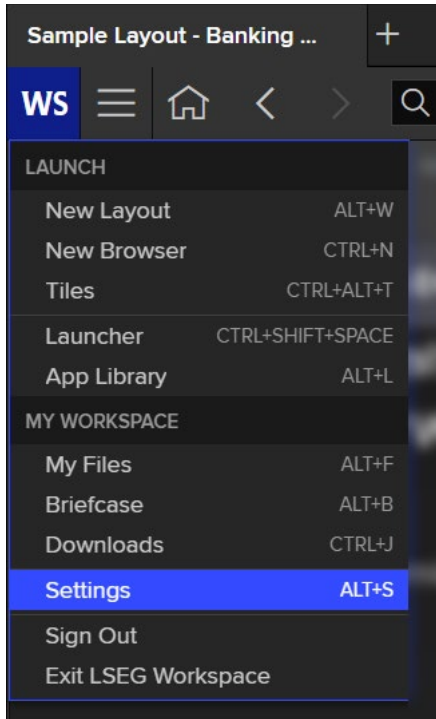 Sample Layout - Banking ... +
WS
LAUNCH
New Layout ALT+W
New Browser CTRL+N
Tiles CTRL+ALT+T
Launcher CTRL+SHIFT+SPACE
App Library ALT+L
MY WORKSPACE
My Files ALT+F
Briefcase ALT+B
Downloads CTRL+J
Settings ALT+S
Sign Out
Exit LSEG Workspace